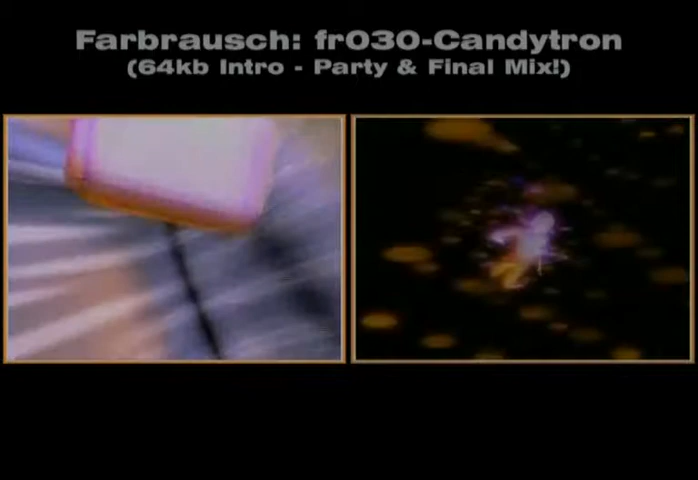 Farbrausch: fr030-Candytron
(64kb Intro - Party & Final Mix!)